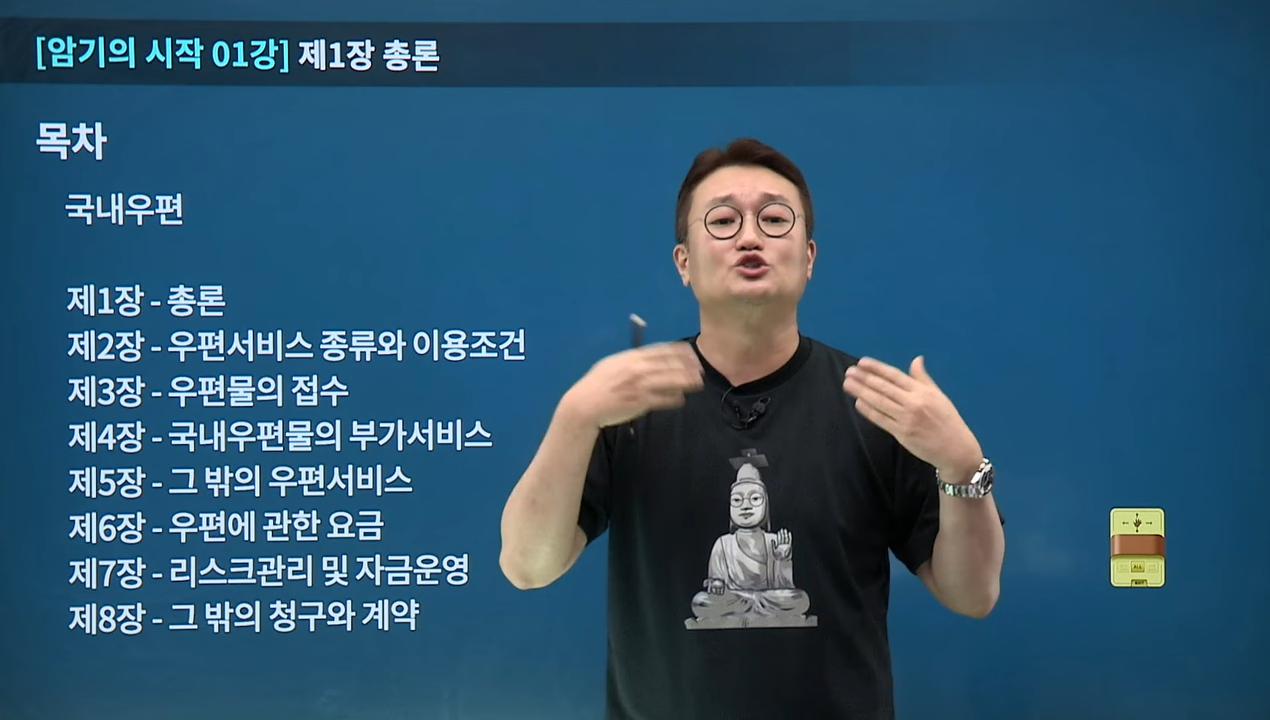 [암기의 시작 01강] 제1장 총론
목차
국내우편
제1장 - 총론
제2장 - 우편서비스 종류와 이용조건
제3장 - 우편물의 접수
제4장 - 국내우편물의 부가서비스
제5장 - 그 밖의 우편서비스
제6장 - 우편에 관한 요금
제7장 - 리스크관리 및 자금운영
제8장 - 그 밖의 청구와 계약
ALL